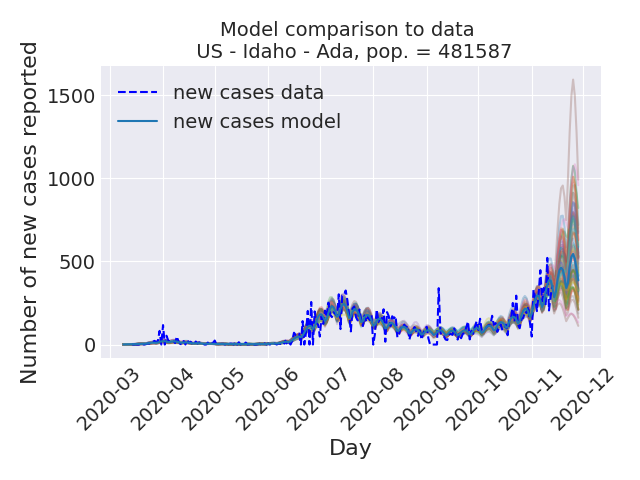 Model comparison to data
US - Idaho - Ada, pop. = 481587
new cases data
new cases model
Number of new cases reported
1500
1000
500
0
2020-03
2020-04
2020-05
2020-06
2020-07
2020-08
2020-09
2020-10
2020-11
2020-12
Day